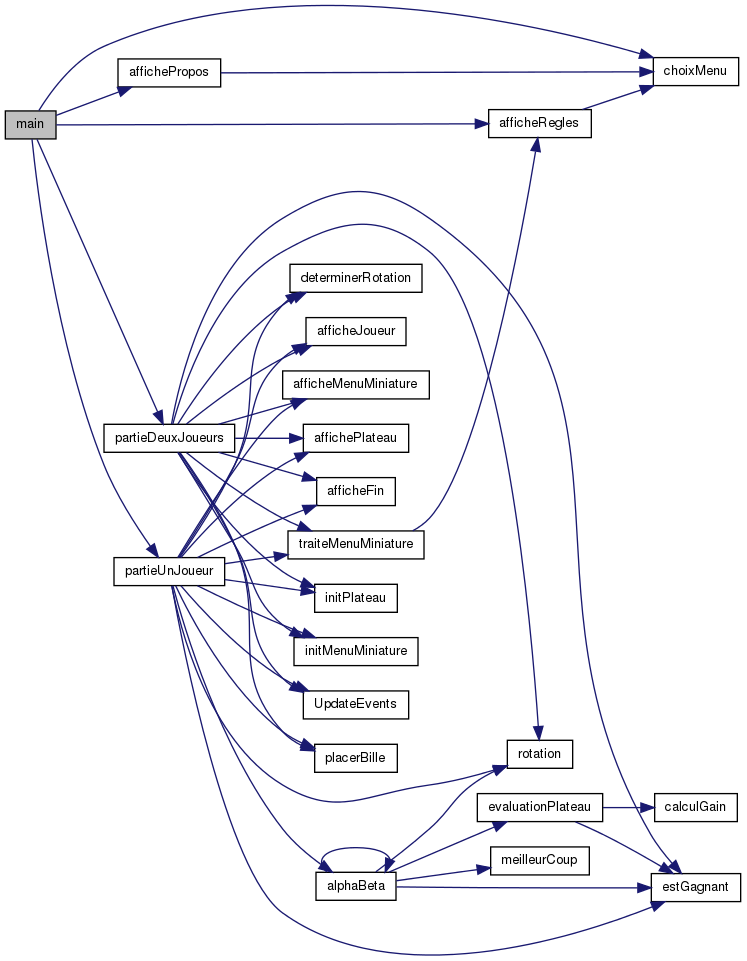 choixMenu
affichePropos
main
afficheRegles
determinerRotation
afficheJoueur
afficheMenuMiniature
partieDeuxJoueurs
affichePlateau
afficheFin
traiteMenuMiniature
partieUnJoueur
initPlateau
initMenuMiniature
UpdateEvents
placerBille
rotation
evaluationPlateau
calculGain
meilleurCoup
alphaBeta
estGagnant